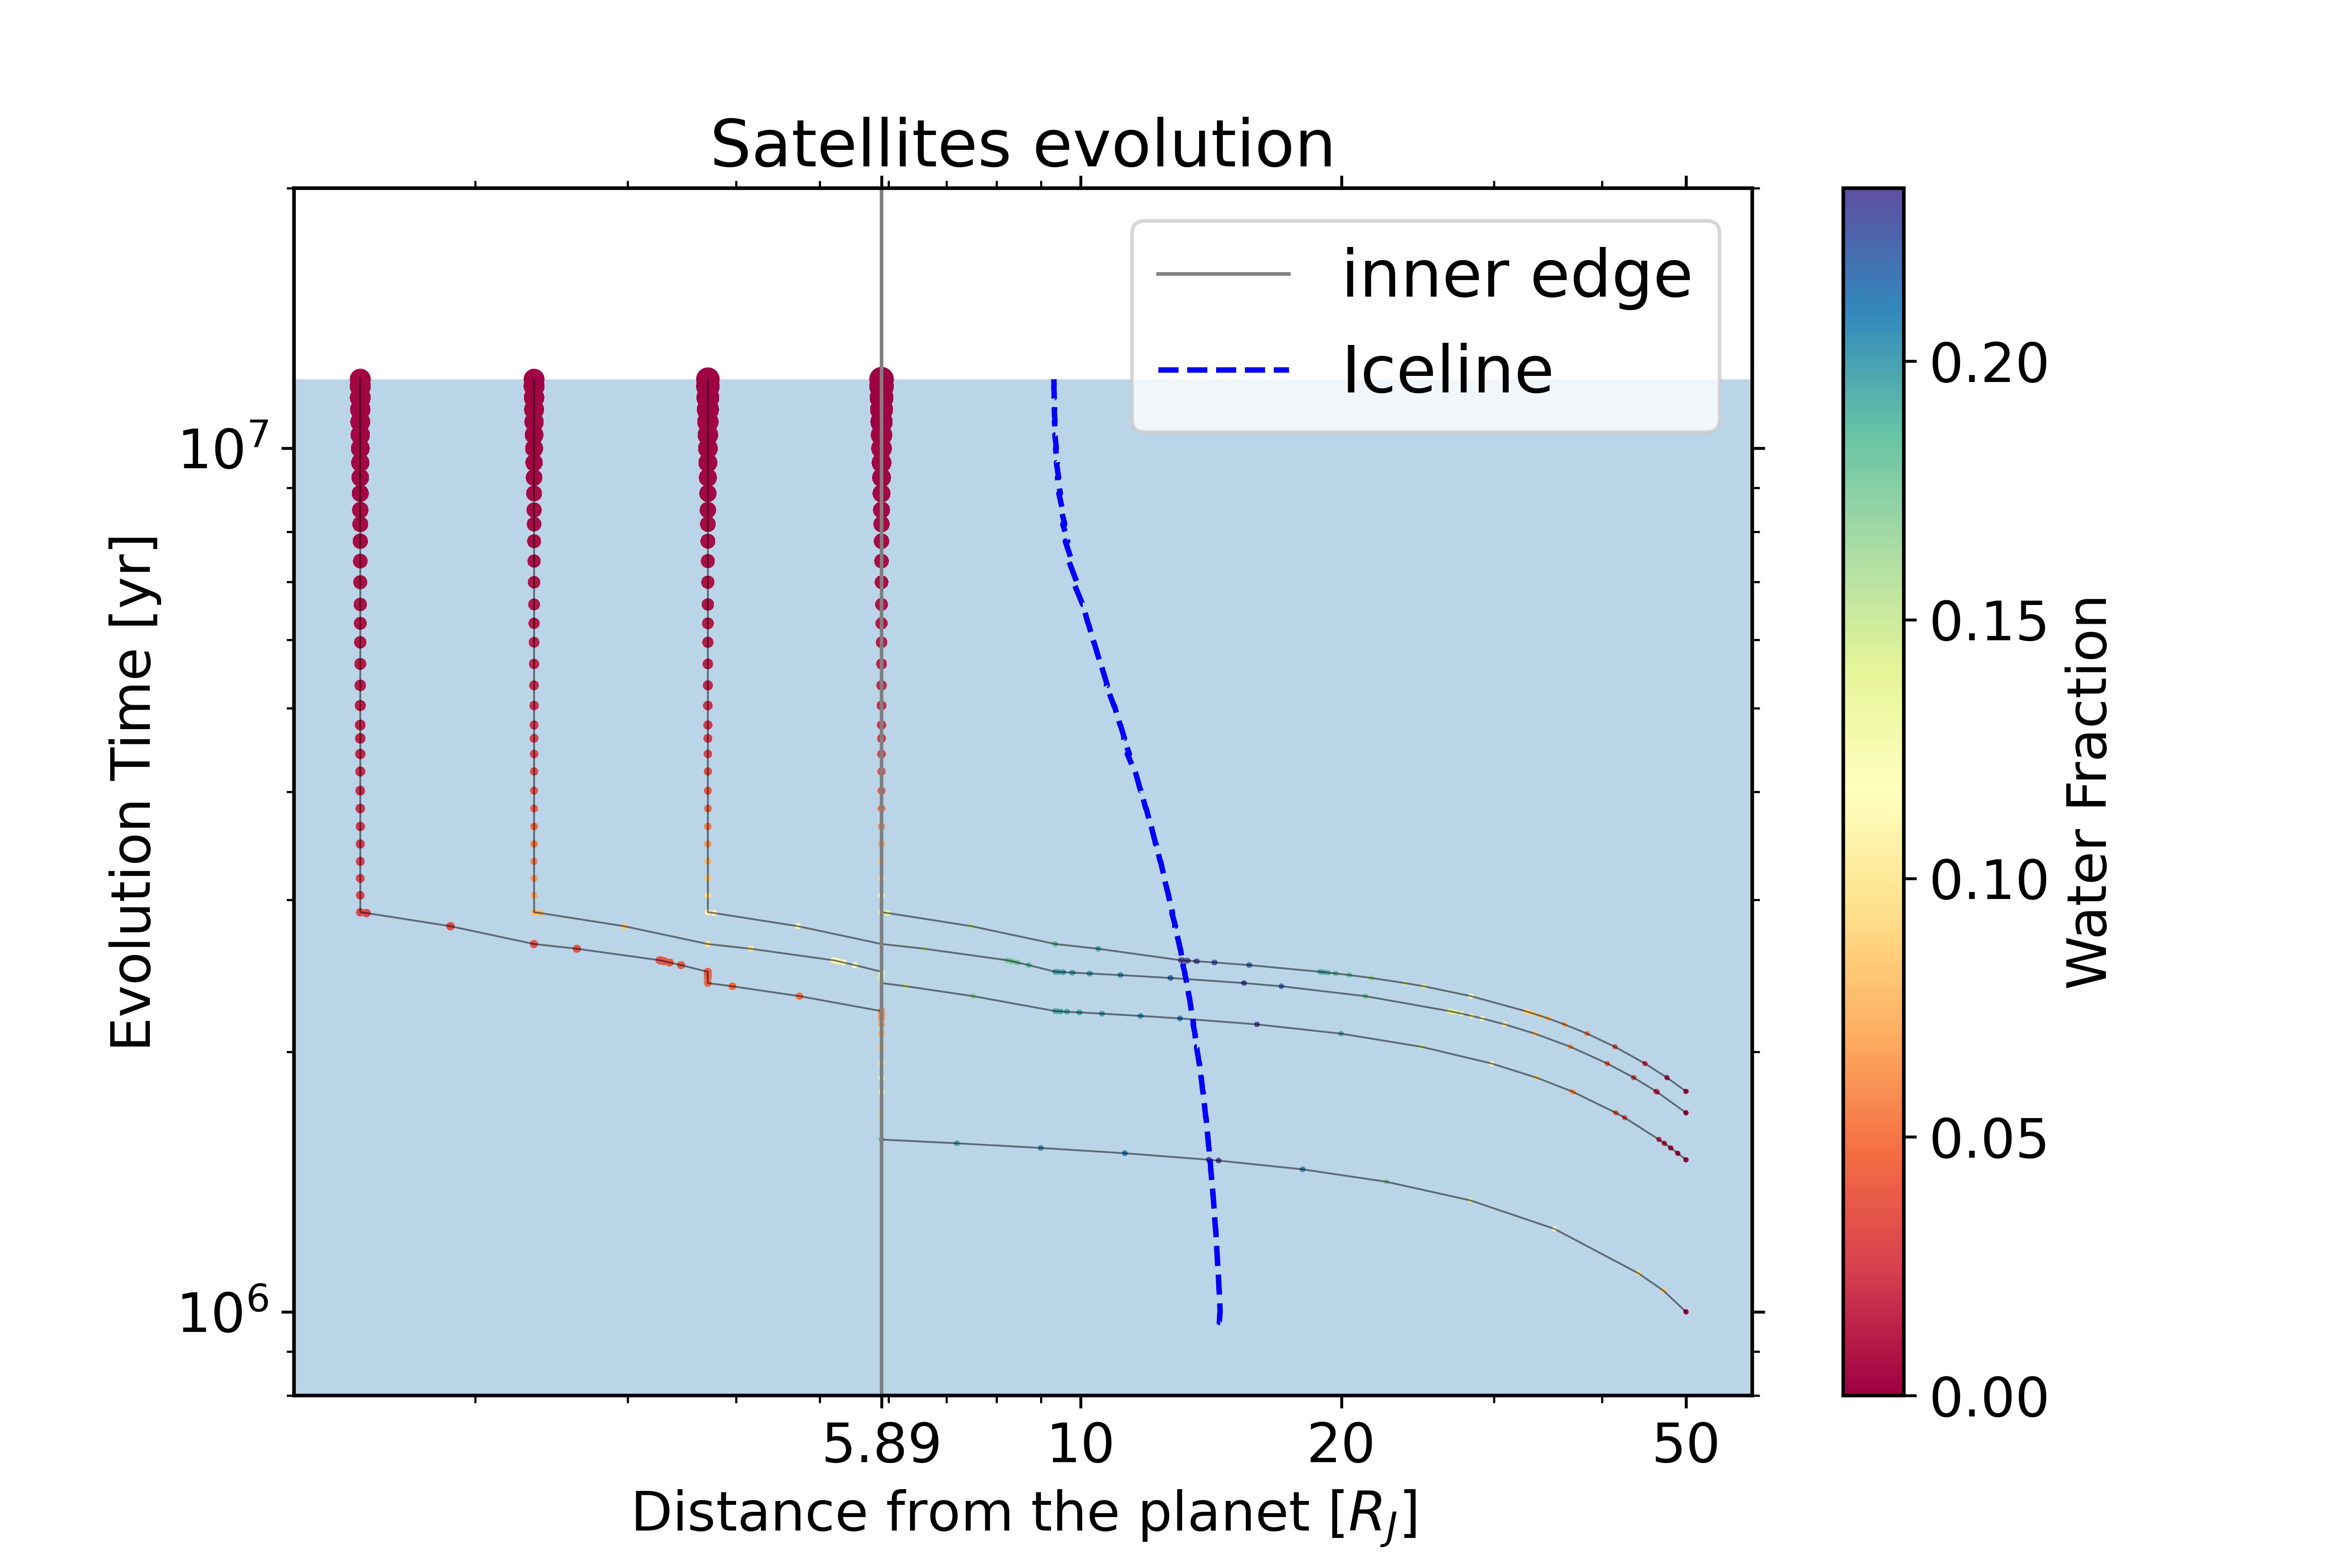 Satellites evolution
inner edge
Iceline
10^7
10^6
Evolution Time [yr]
5.89 10 20 50
Distance from the planet [R_J]
0.20
0.15
0.10
0.05
0.00
Water Fraction